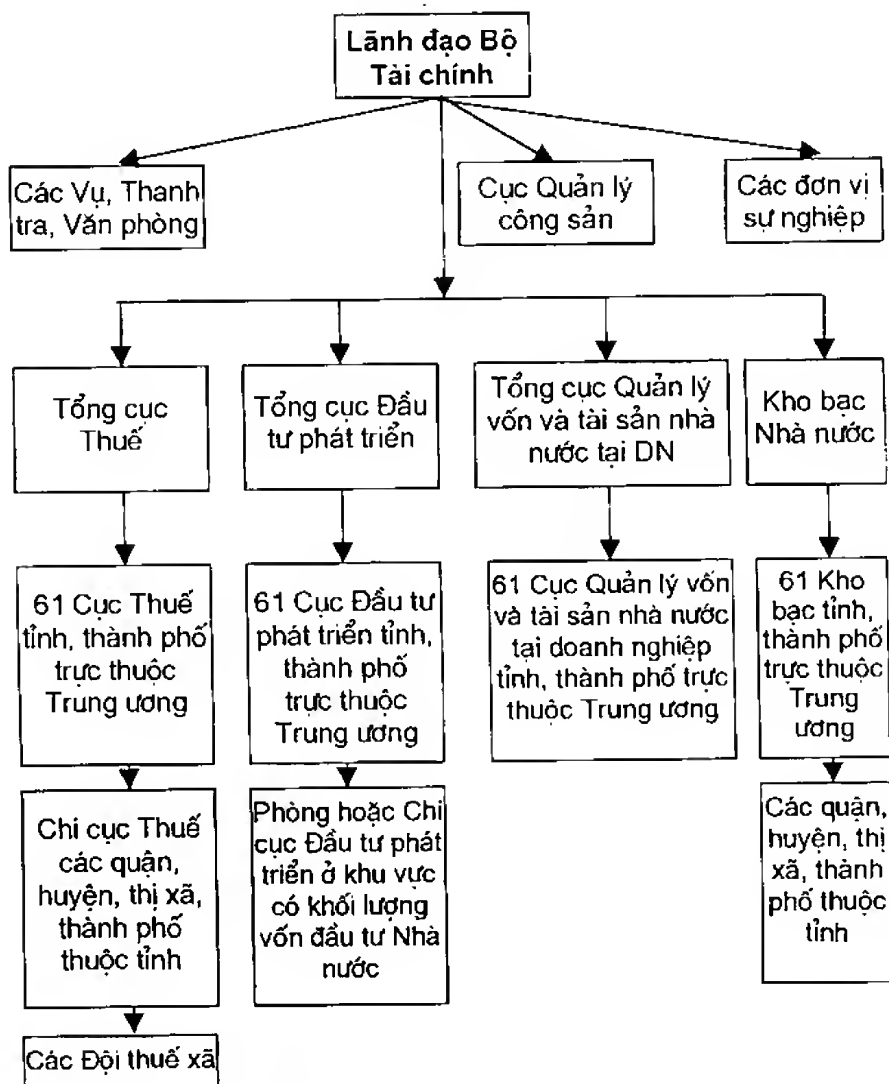 Lãnh đạo Bộ
Tài chính
Các Vụ, Thanh
tra, Văn phòng
Cục Quản lý
công sản
Các đơn vị
sự nghiệp
Tổng cục
Thuế
Tổng cục Đầu
tư phát triển
Tổng cục Quản lý
vốn và tài sản nhà
nước tại DN
Kho bạc
Nhà nước
61 Cục Thuế
tỉnh, thành phố
trực thuộc
Trung ương
61 Cục Đầu tư
phát triển tỉnh,
thành phố
trực thuộc
Trung ương
61 Cục Quản lý vốn
và tài sản nhà nước
tại doanh nghiệp
tỉnh, thành phố trực
thuộc Trung ương
61 Kho
bạc tỉnh,
thành phố
trực thuộc
Trung
ương
Chi cục Thuế
các quận,
huyện, thị xã,
thành phố
thuộc tỉnh
Phòng hoặc Chi
cục Đầu tư phát
triển ở khu vực
có khối lượng
vốn đầu tư Nhà
nước
Các quận,
huyện, thị
xã, thành
phố thuộc
tỉnh
Các Đội thuế xã